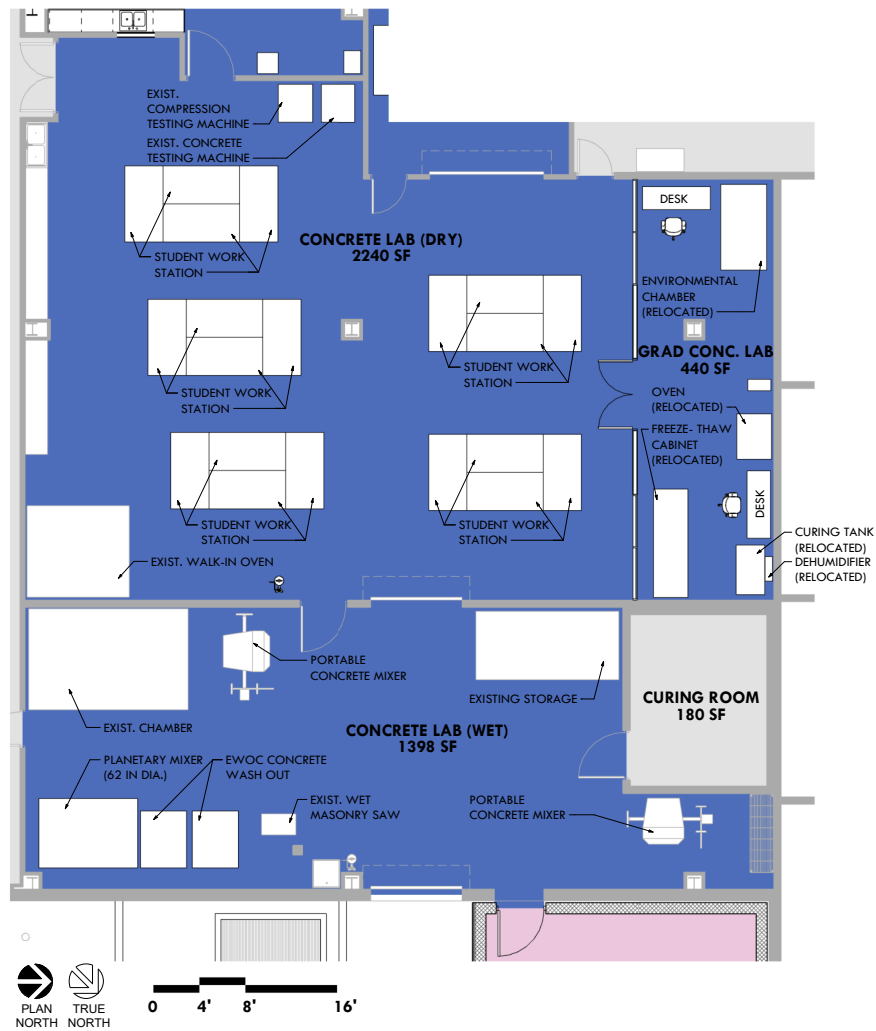 EXIST.
COMPRESSION
TESTING MACHINE
EXIST. CONCRETE
TESTING MACHINE
DESK
CONCRETE LAB (DRY)
2240 SF
STUDENT WORK
STATION
ENVIRONMENTAL
CHAMBER
(RELOCATED)
GRAD CONC. LAB
440 SF
STUDENT WORK
STATION
STUDENT WORK
STATION
OVEN
(RELOCATED)
FREEZE- THAW
CABINET
(RELOCATED)
DESK
STUDENT WORK
STATION
STUDENT WORK
STATION
CURING TANK
(RELOCATED)
DEHUMIDIFIER
(RELOCATED)
EXIST. WALK-IN OVEN
PORTABLE
CONCRETE MIXER
EXISTING STORAGE
CURING ROOM
180 SF
EXIST. CHAMBER
CONCRETE LAB (WET)
1398 SF
PLANETARY MIXER
(62 IN DIA.)
EWOC CONCRETE
WASH OUT
EXIST. WET
MASONRY SAW
PORTABLE
CONCRETE MIXER
PLAN
NORTH
TRUE
NORTH
0 4' 8' 16'